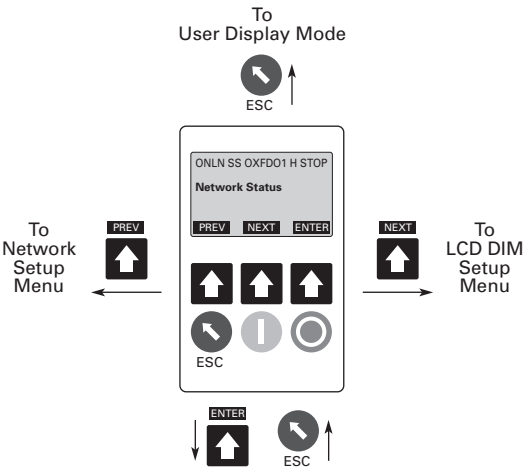 To
User Display Mode
ESC
ONLN SS OXFDO1 H STOP
Network Status
PREV NEXT ENTER
To
Network
Setup
Menu
PREV
NEXT
To
LCD DIM
Setup
Menu
ESC
ENTER
ESC